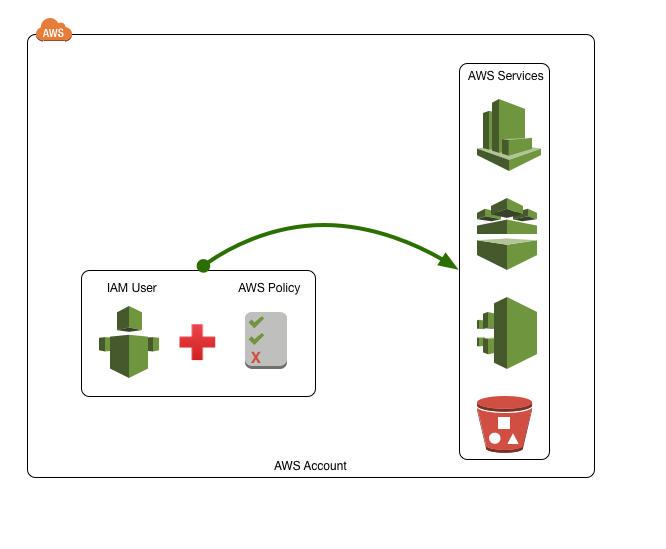 AWS
AWS Services
IAM User
AWS Policy
X
AWS Account